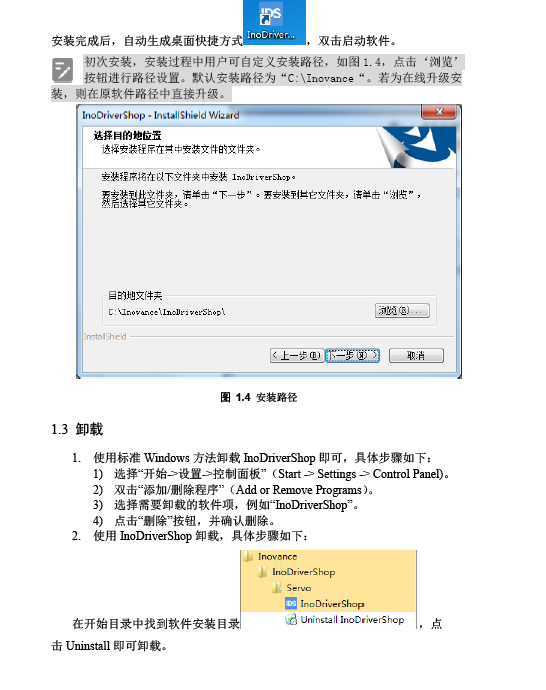 IDS
InoDriver...
安装完成后，自动生成桌面快捷方式，双击启动软件。
初次安装，安装过程中用户可自定义安装路径，如图 1.4，点击‘浏览’
按钮进行路径设置。默认安装路径为“C:\Inovance“。若为在线升级安
装，则在原软件路径中直接升级。
InoDriverShop - InstallShield Wizard
选择目的地位置
选择安装程序在其中安装文件的文件夹。
安装程序将在以下文件夹中安装 InoDriverShop。
要安装到此文件夹，请单击“下一步”。要安装到其它文件夹，请单击“浏览”，
然后选择其它文件夹。
目的地文件夹
C:\Inovance\InoDriverShop\
浏览(R)...
InstallShield
<上一步(B) 下一步(N)> 取消
图 1.4 安装路径
1.3 卸载
1. 使用标准 Windows 方法卸载 InoDriverShop 即可，具体步骤如下：
1) 选择“开始->设置->控制面板”（Start -> Settings -> Control Panel)。
2) 双击“添加/删除程序”（Add or Remove Programs）。
3) 选择需要卸载的软件项，例如“InoDriverShop”。
4) 点击“删除”按钮，并确认删除。
2. 使用 InoDriverShop 卸载，具体步骤如下：
Inovance
InoDriverShop
Servo
IDS InoDriverShop
Uninstall InoDriverShop
在开始目录中找到软件安装目录，点
击 Uninstall 即可卸载。